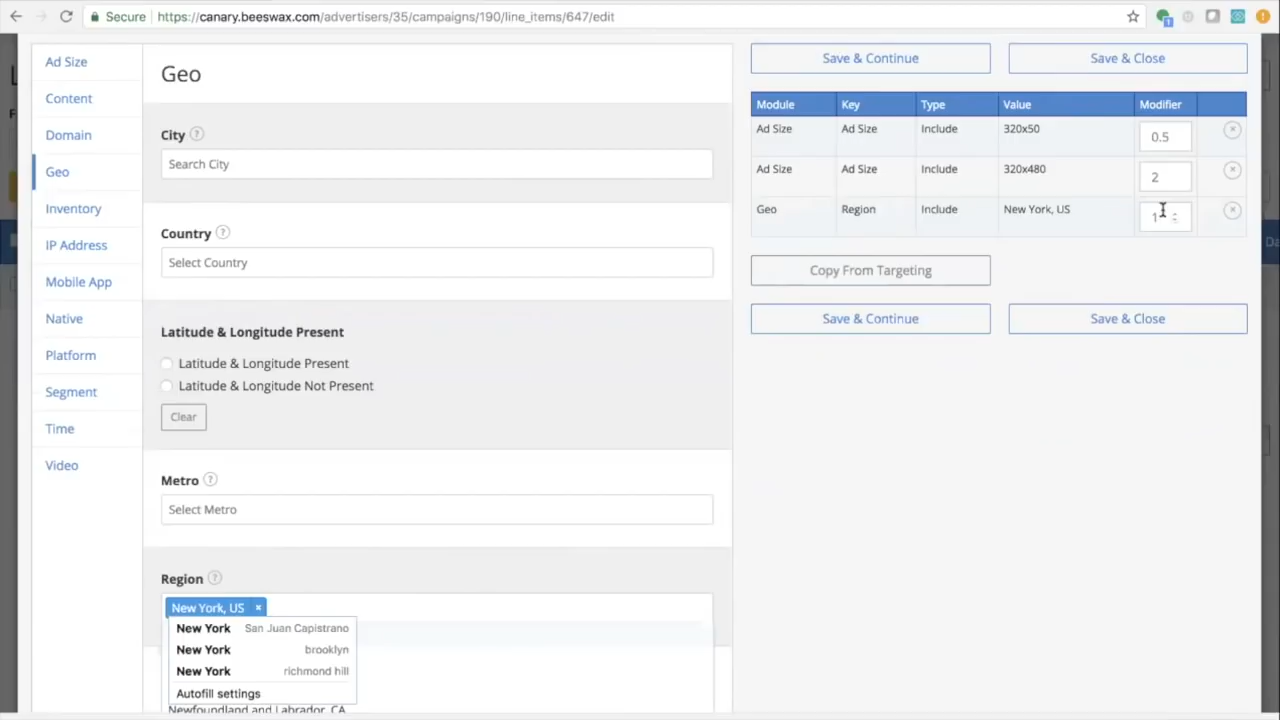 Secure https://canary.beeswax.com/advertisers/35/campaigns/190/line_items/647/edit
Ad Size
Content
Domain
Geo
Inventory
IP Address
Mobile App
Native
Platform
Segment
Time
Video
Geo
City ?
Search City
Country ?
Select Country
Latitude & Longitude Present
Latitude & Longitude Present
Latitude & Longitude Not Present
Clear
Metro ?
Select Metro
Region ?
New York, US ×
New York San Juan Capistrano
New York brooklyn
New York richmond hill
Autofill settings
Newfoundland and Labrador, CA
Save & Continue Save & Close
Module Key Type Value Modifier
Ad Size Ad Size Include 320x50 0.5
Ad Size Ad Size Include 320x480 2
Geo Region Include New York, US 1
Copy From Targeting
Save & Continue Save & Close